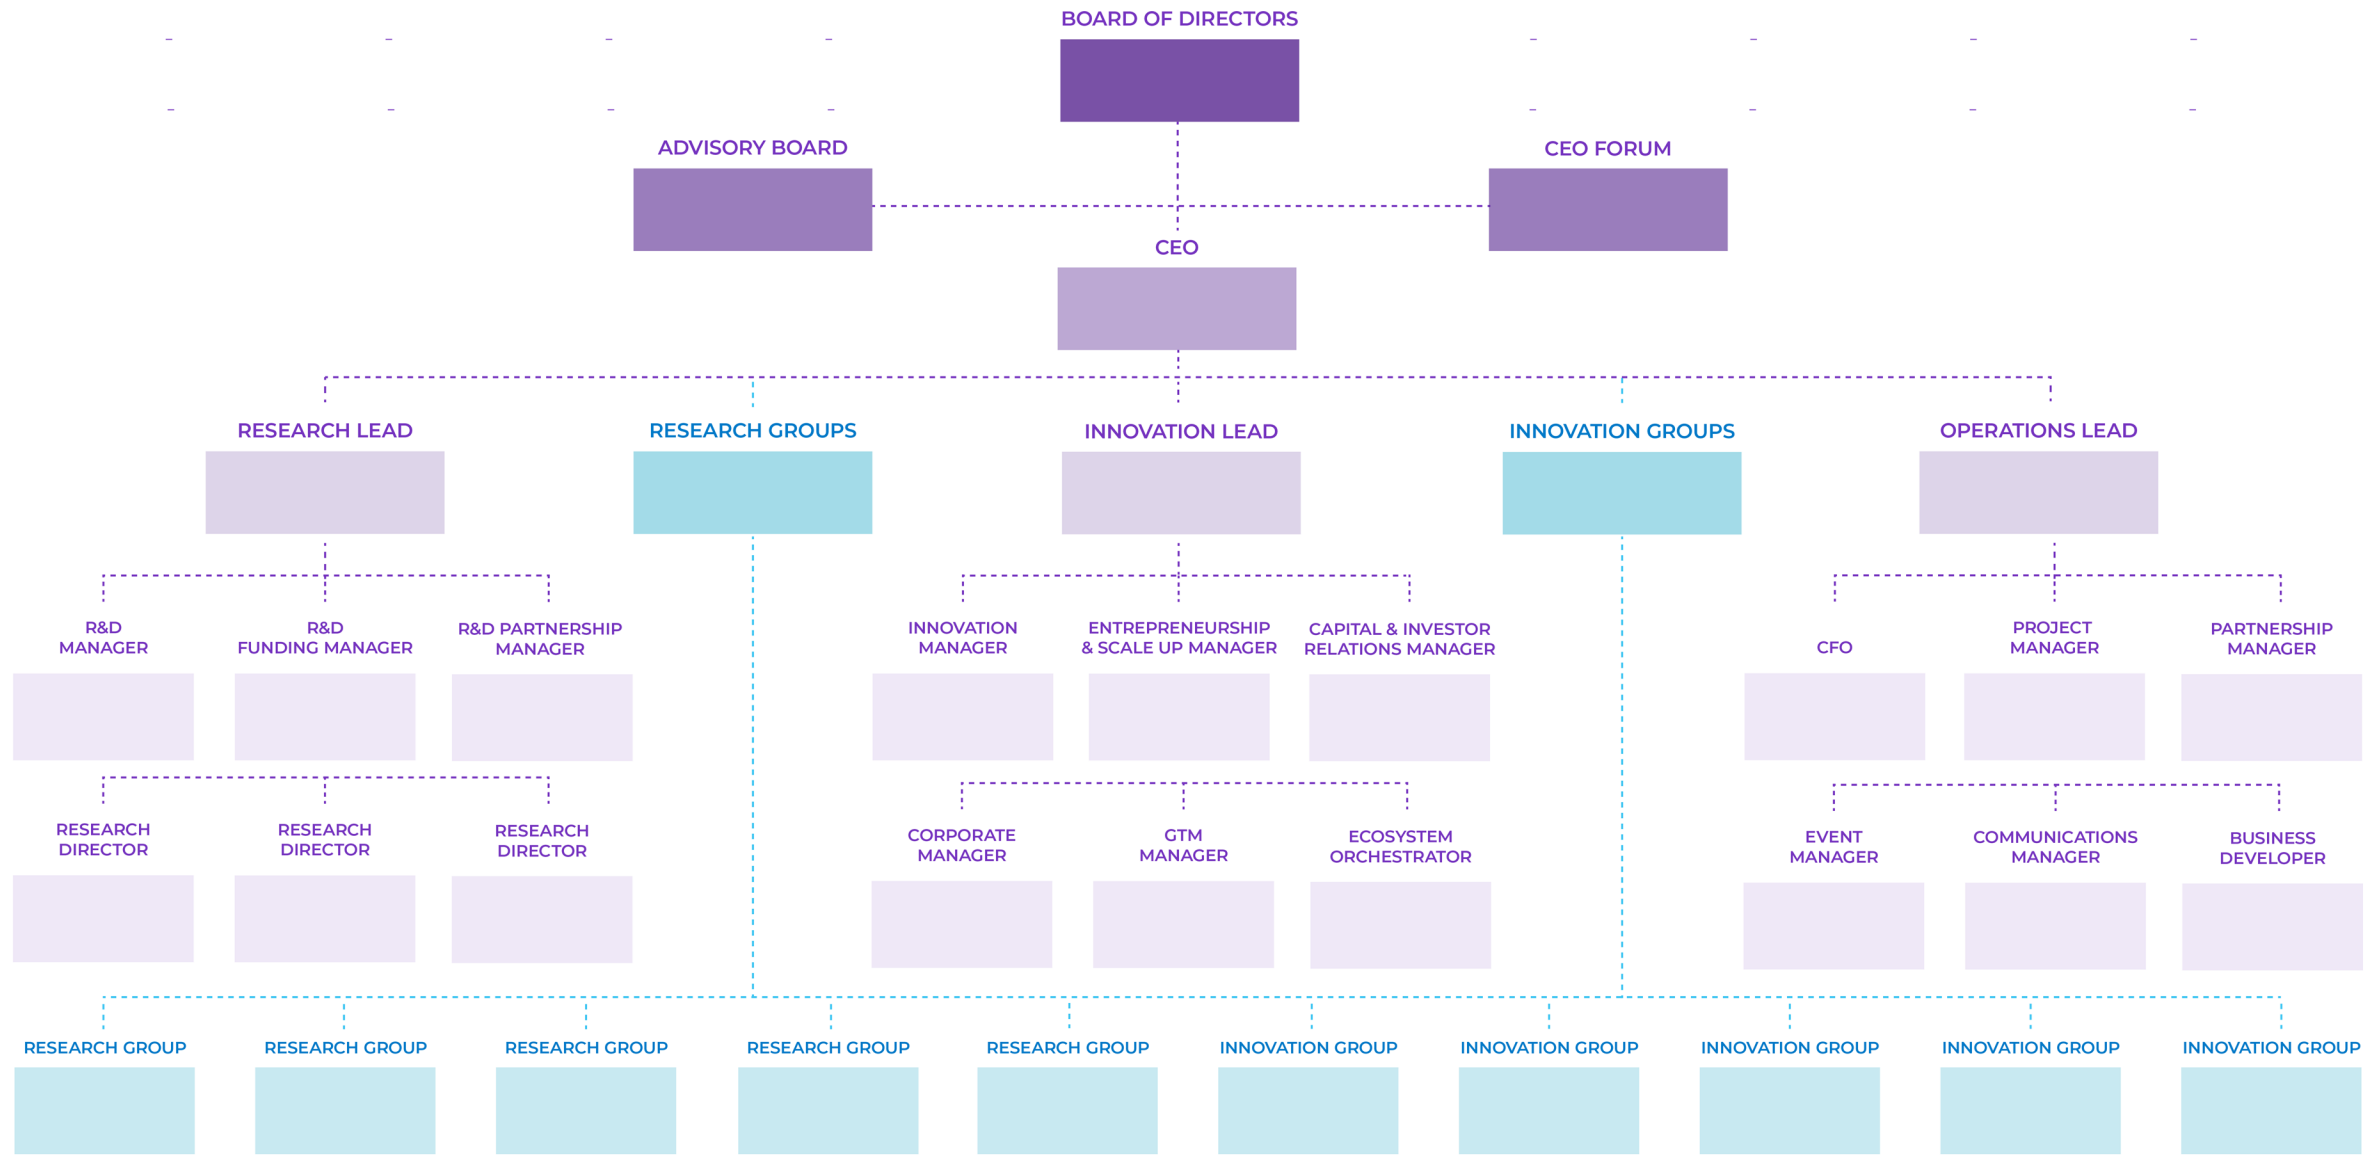 BOARD OF DIRECTORS
- - - - - - - -
- - - - - - - -
ADVISORY BOARD
CEO FORUM
CEO
RESEARCH LEAD
RESEARCH GROUPS
INNOVATION LEAD
INNOVATION GROUPS
OPERATIONS LEAD
R&D
MANAGER
R&D
FUNDING MANAGER
R&D PARTNERSHIP
MANAGER
INNOVATION
MANAGER
ENTREPRENEURSHIP
& SCALE UP MANAGER
CAPITAL & INVESTOR
RELATIONS MANAGER
CFO
PROJECT
MANAGER
PARTNERSHIP
MANAGER
RESEARCH
DIRECTOR
RESEARCH
DIRECTOR
RESEARCH
DIRECTOR
CORPORATE
MANAGER
GTM
MANAGER
ECOSYSTEM
ORCHESTRATOR
EVENT
MANAGER
COMMUNICATIONS
MANAGER
BUSINESS
DEVELOPER
RESEARCH GROUP
RESEARCH GROUP
RESEARCH GROUP
RESEARCH GROUP
RESEARCH GROUP
INNOVATION GROUP
INNOVATION GROUP
INNOVATION GROUP
INNOVATION GROUP
INNOVATION GROUP